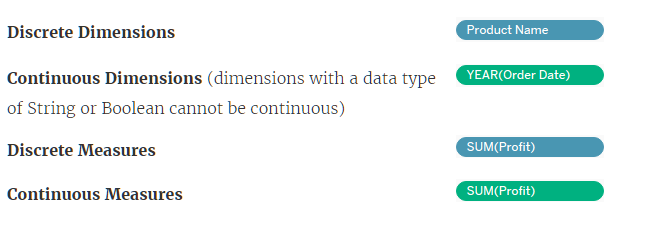 Discrete Dimensions Product Name
Continuous Dimensions (dimensions with a data type YEAR(Order Date)
of String or Boolean cannot be continuous)
Discrete Measures SUM(Profit)
Continuous Measures SUM(Profit)